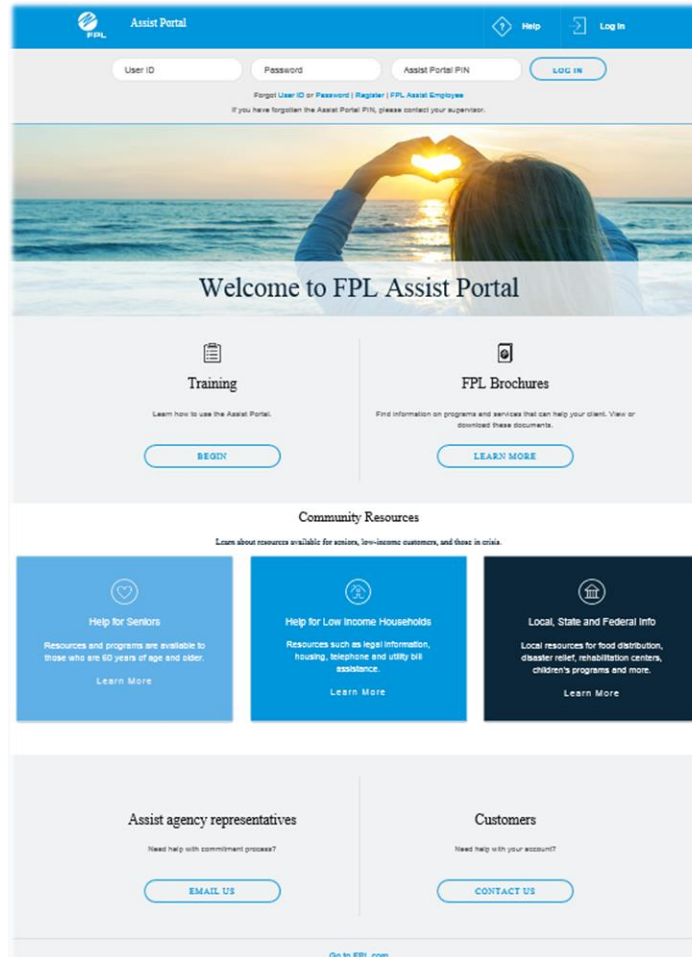 FPL
Assist Portal
Help
Log In
User ID
Password
Assist Portal PIN
LOG IN
Forgot User ID or Password | Register | FPL Assist Employee
If you have forgotten the Assist Portal PIN, please contact your supervisor.
Welcome to FPL Assist Portal
Training
Learn how to use the Assist Portal.
BEGIN
FPL Brochures
Find information on programs and services that can help your client. View or
download these documents.
LEARN MORE
Community Resources
Learn about resources available for seniors, low-income customers, and those in crisis.
Help for Seniors
Resources and programs are available to
those who are 60 years of age and older.
Learn More
Help for Low Income Households
Resources such as legal information,
housing, telephone and utility bill
assistance.
Learn More
Local, State and Federal Info
Local resources for food distribution,
disaster relief, rehabilitation centers,
children's programs and more.
Learn More
Assist agency representatives
Need help with commitment process?
EMAIL US
Customers
Need help with your account?
CONTACT US
Go to FPL.com